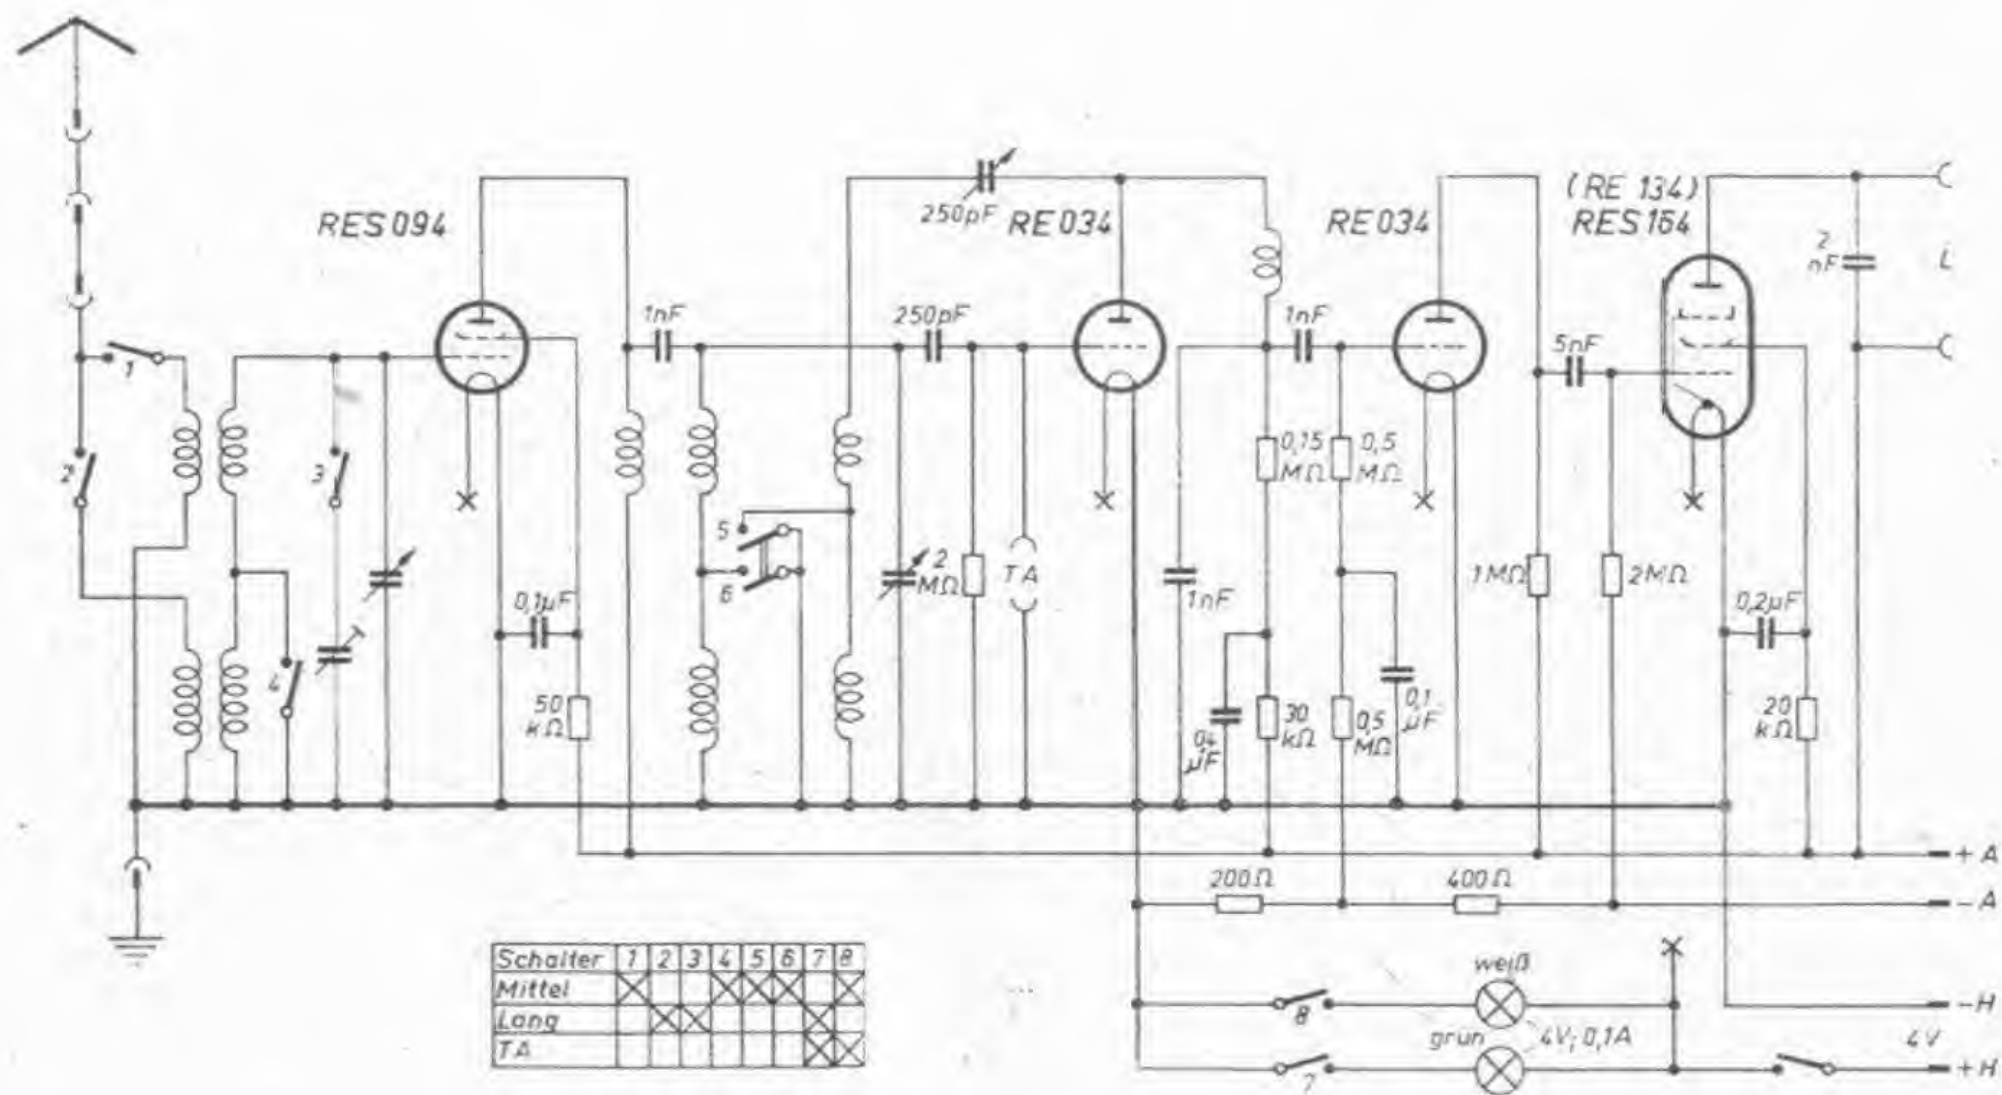 RES 094
250pF
RE 034
RE 034
(RE 134)
RES 164
2
nF
L
1nF
250pF
1nF
5nF
1
2
3
4
5
6
0,1µF
50
kΩ
2
MΩ
TA
1nF
0,15
MΩ
0,5
MΩ
1MΩ
2MΩ
0,2µF
µF
30
kΩ
0,5
MΩ
0,1
µF
20
kΩ
+A
200Ω
400Ω
-A
Schalter 1 2 3 4 5 6 7 8
Mittel
Lang
TA
weiß
8
-H
grün
4V; 0,1A
4V
7
+H